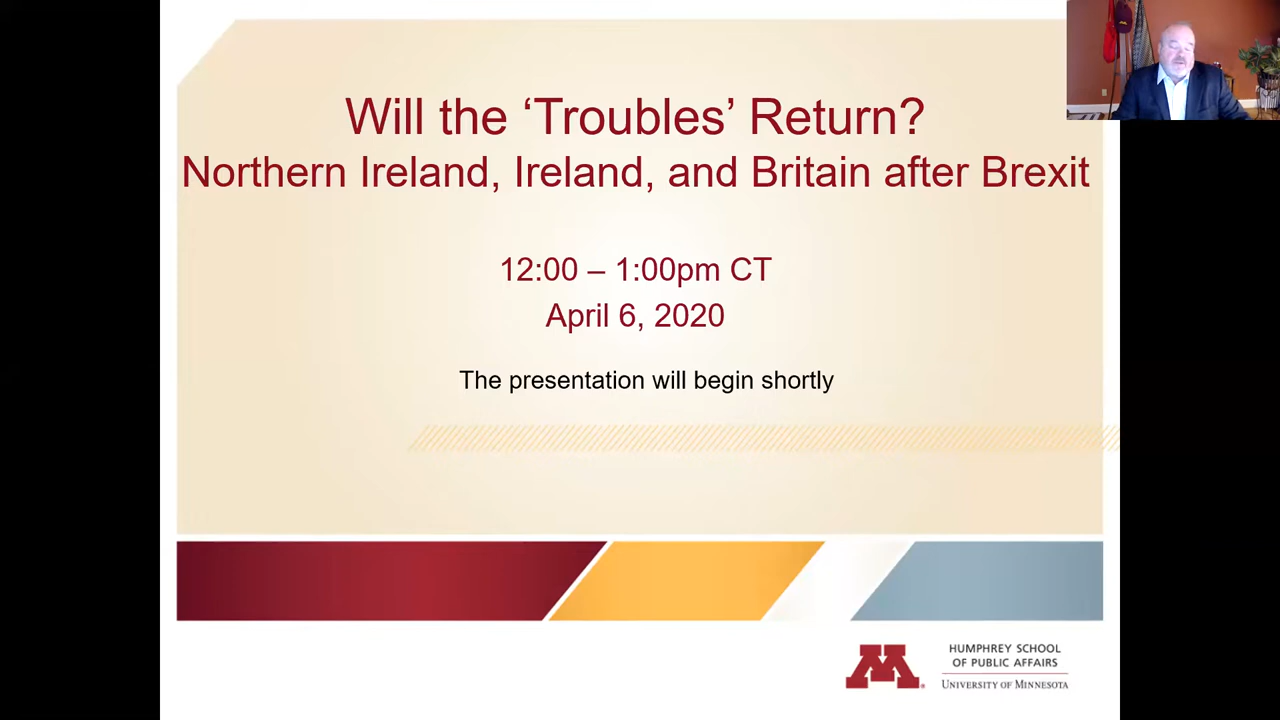 Will the ‘Troubles’ Return?
Northern Ireland, Ireland, and Britain after Brexit
12:00 – 1:00pm CT
April 6, 2020
The presentation will begin shortly
M
HUMPHREY SCHOOL
OF PUBLIC AFFAIRS
UNIVERSITY OF MINNESOTA